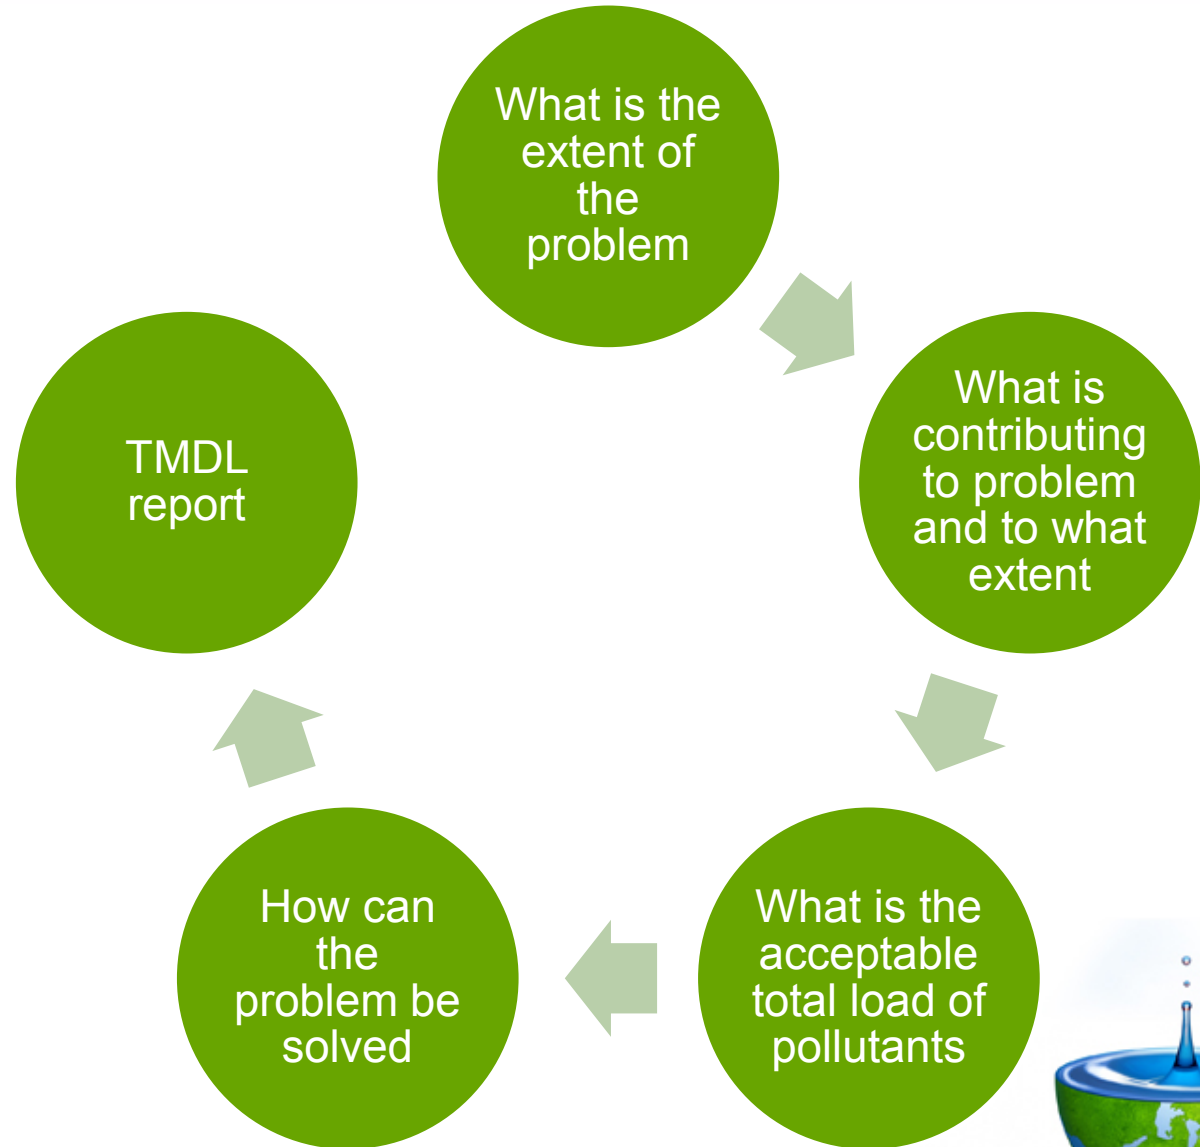 What is the
extent of
the
problem
What is
contributing
to problem
and to what
extent
What is the
acceptable
total load of
pollutants
How can
the
problem be
solved
TMDL
report